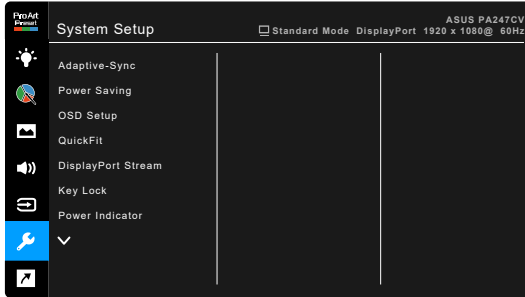 ProArt
Preset
System Setup
ASUS PA247CV
Standard Mode DisplayPort 1920 x 1080@ 60Hz
Adaptive-Sync
Power Saving
OSD Setup
QuickFit
DisplayPort Stream
Key Lock
Power Indicator